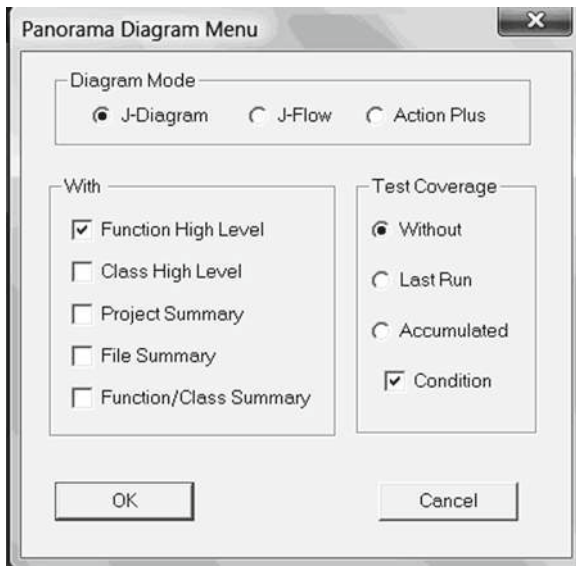 Panorama Diagram Menu
Diagram Mode
J-Diagram J-Flow Action Plus
With
Function High Level
Class High Level
Project Summary
File Summary
Function/Class Summary
Test Coverage
Without
Last Run
Accumulated
Condition
OK Cancel